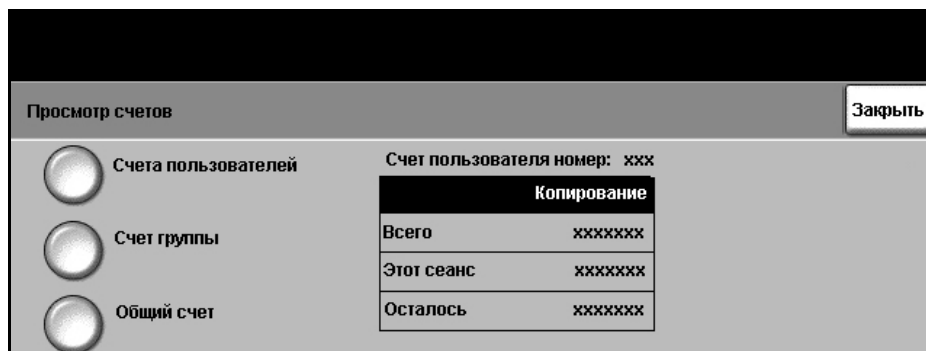 Просмотр счетов
Закрыть
Счета пользователей
Счет группы
Общий счет
Счет пользователя номер: xxx
Копирование
Всего xxxxxxx
Этот сеанс xxxxxxx
Осталось xxxxxxx